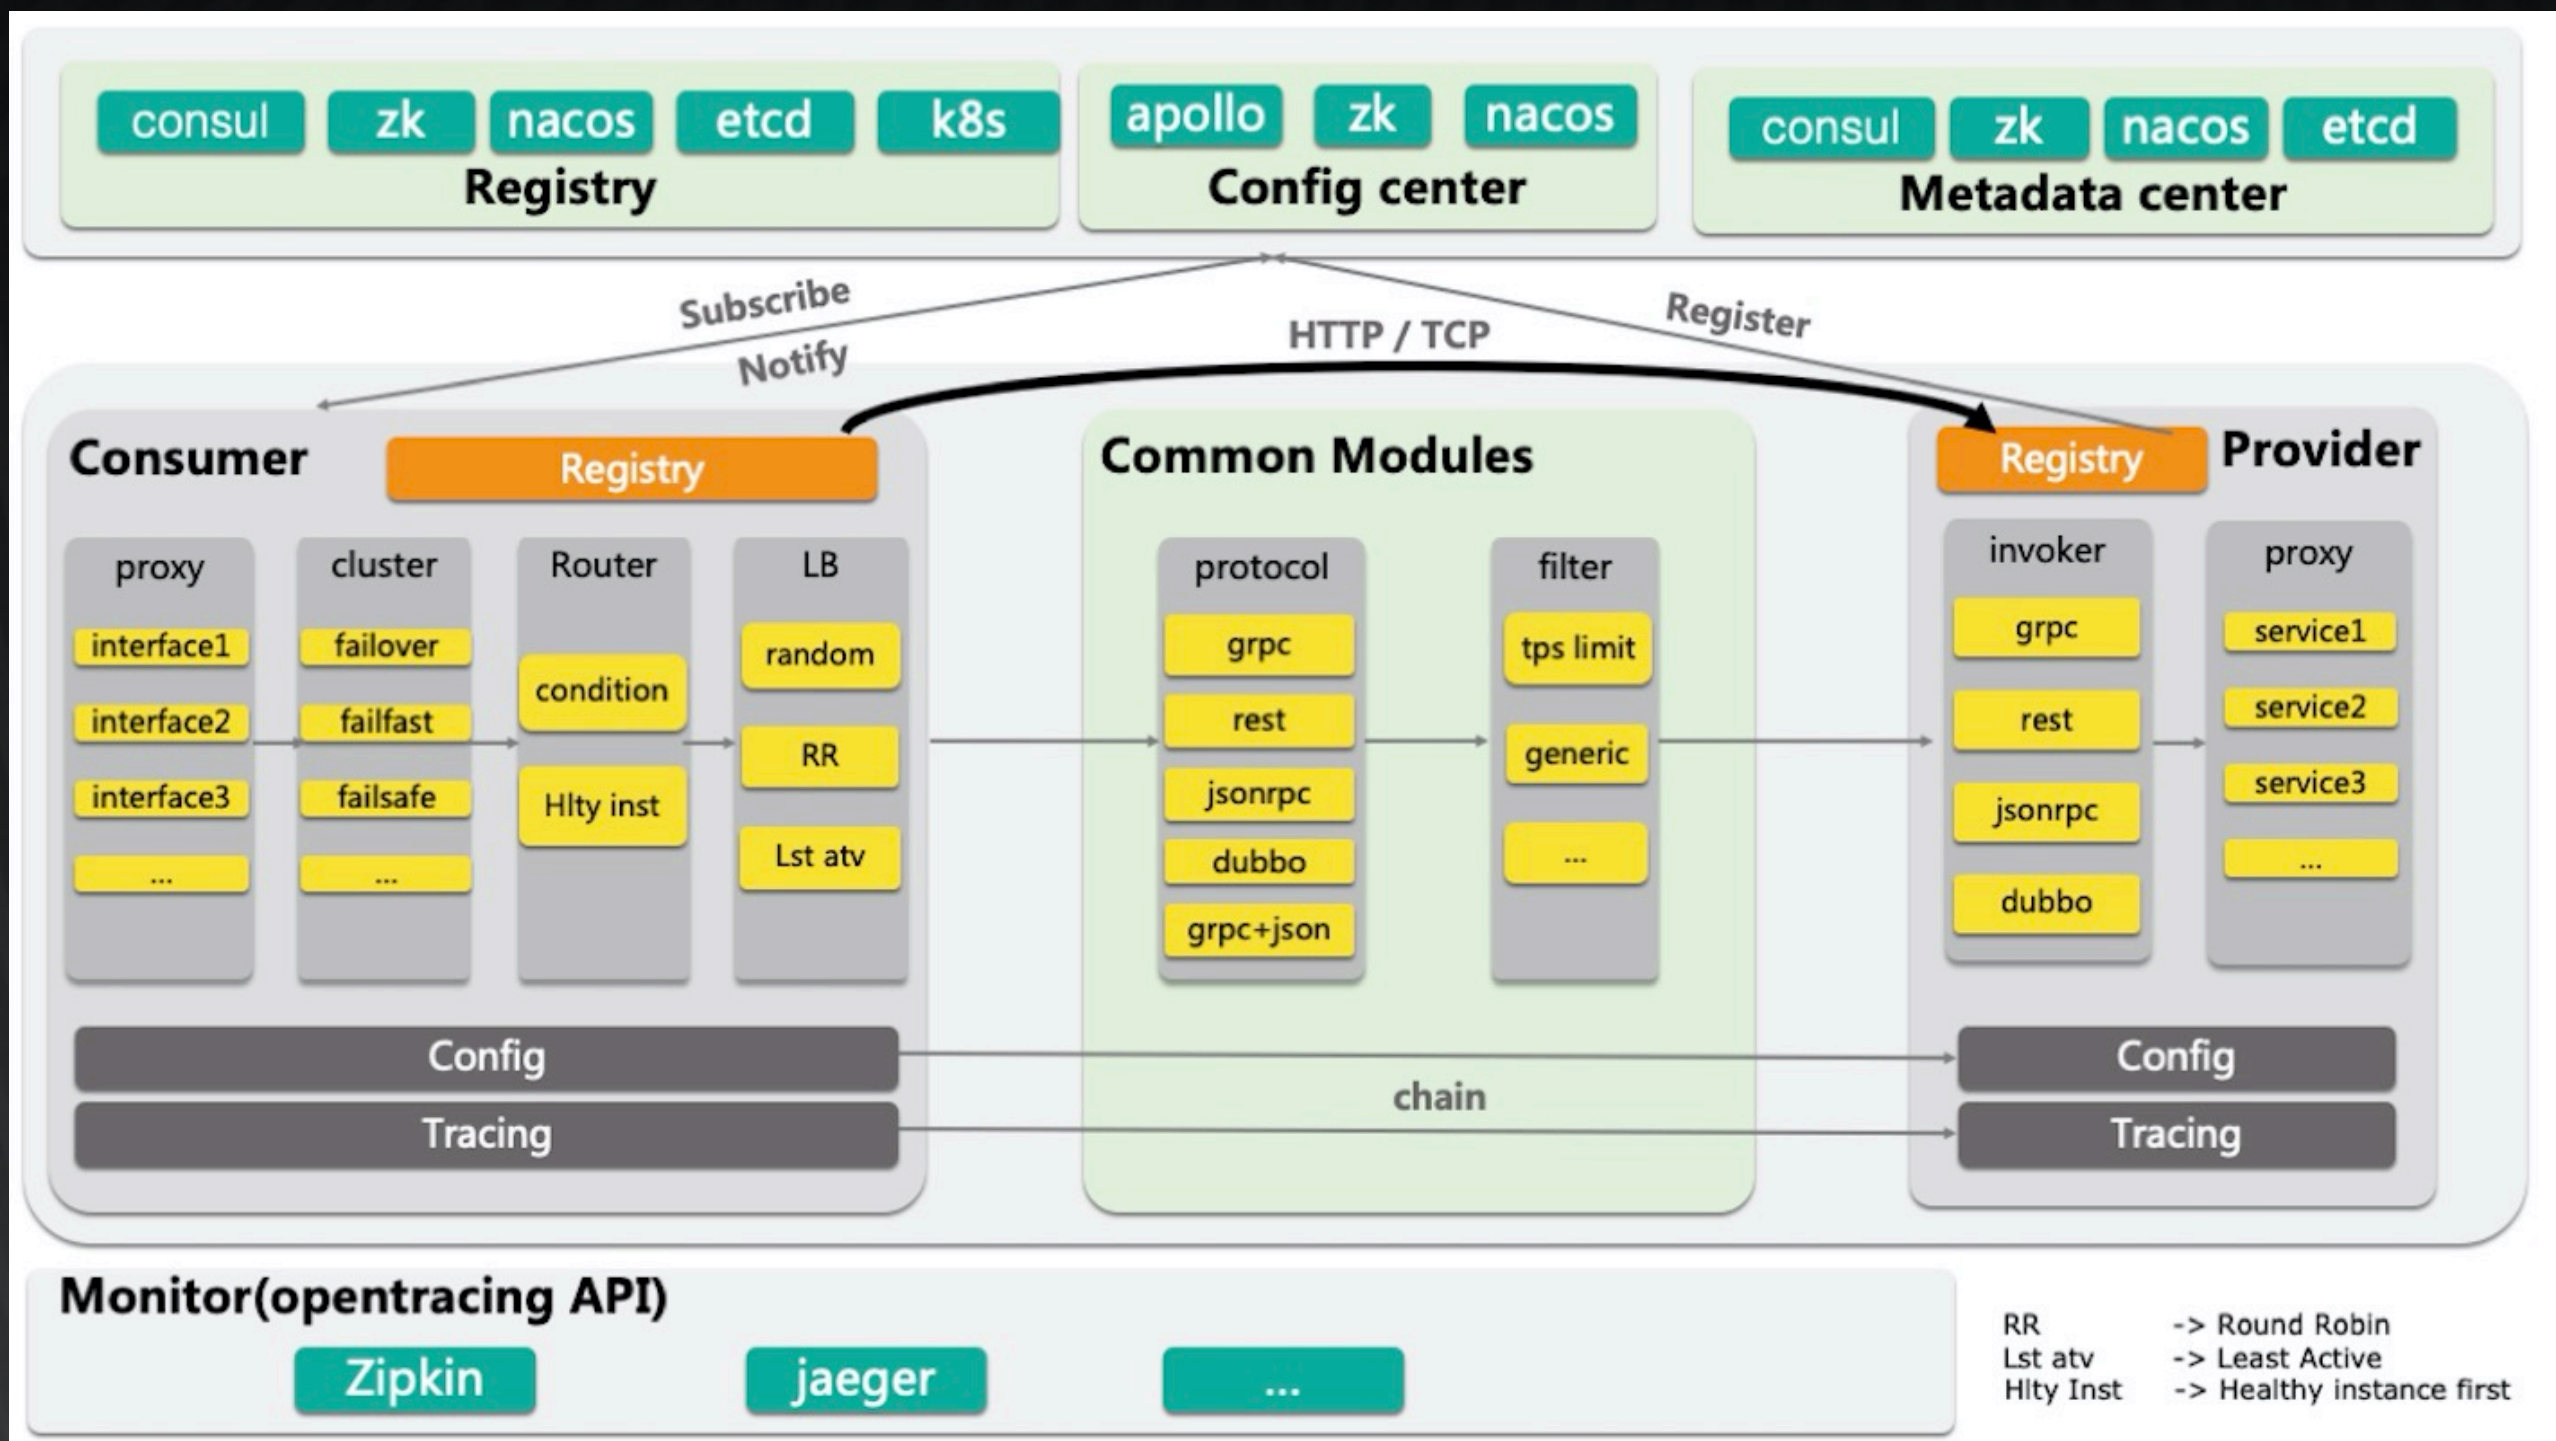 consul zk nacos etcd k8s
Registry
apollo zk nacos
Config center
consul zk nacos etcd
Metadata center
Subscribe
Notify
HTTP / TCP
Register
Consumer
Registry
proxy
interface1
interface2
interface3
...
cluster
failover
failfast
failsafe
...
Router
condition
Hlty inst
LB
random
RR
Lst atv
Common Modules
protocol
grpc
rest
jsonrpc
dubbo
grpc+json
filter
tps limit
generic
...
Registry
Provider
invoker
grpc
rest
jsonrpc
dubbo
proxy
service1
service2
service3
...
Config
Tracing
chain
Config
Tracing
Monitor(opentracing API)
Zipkin jaeger ...
RR -> Round Robin
Lst atv -> Least Active
Hlty Inst -> Healthy instance first